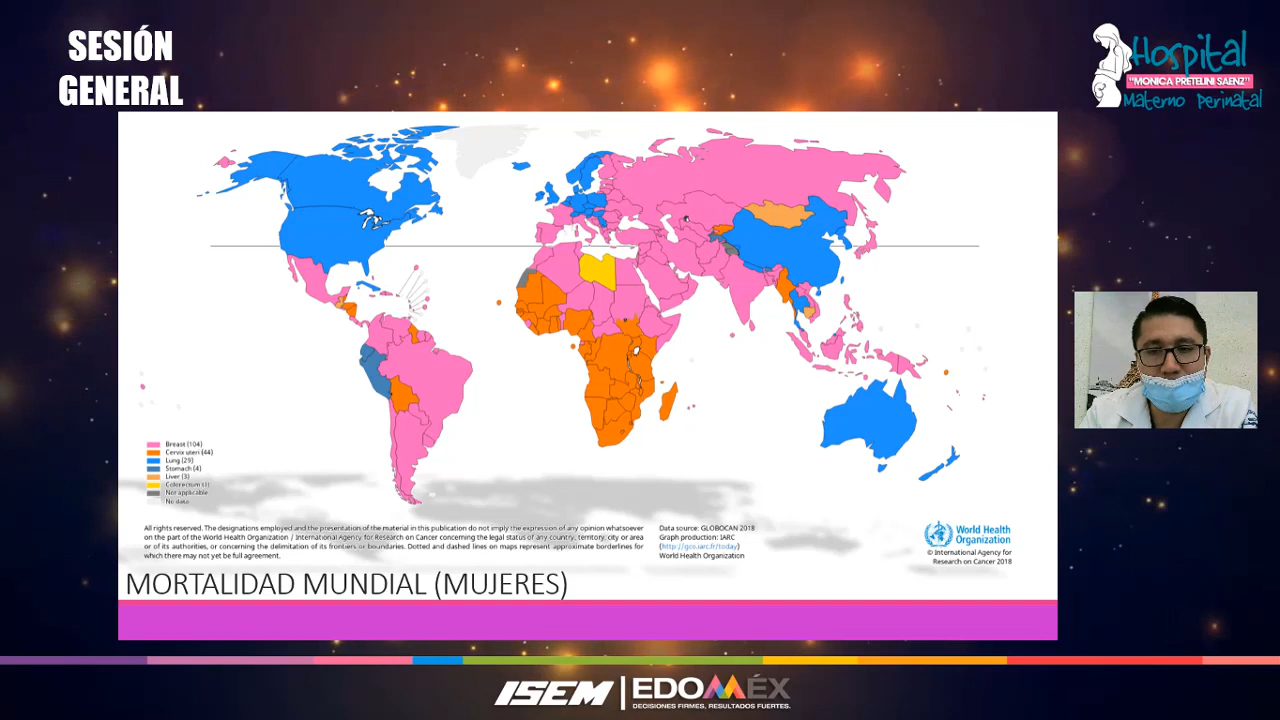 SESIÓN
GENERAL
Hospital
"MONICA PRETELINI SAENZ"
Materno Perinatal
Breast (104)
Cervix uteri (44)
Lung (29)
Stomach (4)
Liver (3)
Colorectum (1)
Not applicable
No data
All rights reserved. The designations employed and the presentation of the material in this publication do not imply the expression of any opinion whatsoever
on the part of the World Health Organization / International Agency for Research on Cancer concerning the legal status of any country, territory, city or area
or of its authorities, or concerning the delimitation of its frontiers or boundaries. Dotted and dashed lines on maps represent approximate borderlines for
which there may not yet be full agreement.
Data source: GLOBOCAN 2018
Graph production: IARC
(http://gco.iarc.fr/today)
World Health Organization
World Health
Organization
© International Agency for
Research on Cancer 2018
MORTALIDAD MUNDIAL (MUJERES)
ISEM
EDOMÉX
DECISIONES FIRMES, RESULTADOS FUERTES.